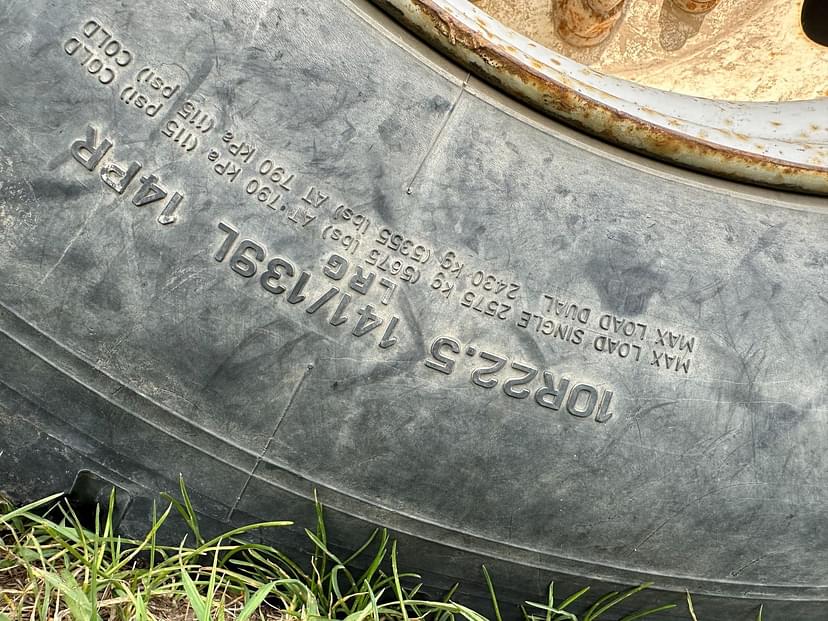 10R22.5 141/139L 14PR
LRG
MAX LOAD SINGLE 2575 kg (5675 lbs) AT 790 kPa (115 psi) COLD
MAX LOAD DUAL 2430 kg (5355 lbs) AT 790 kPa (115 psi) COLD